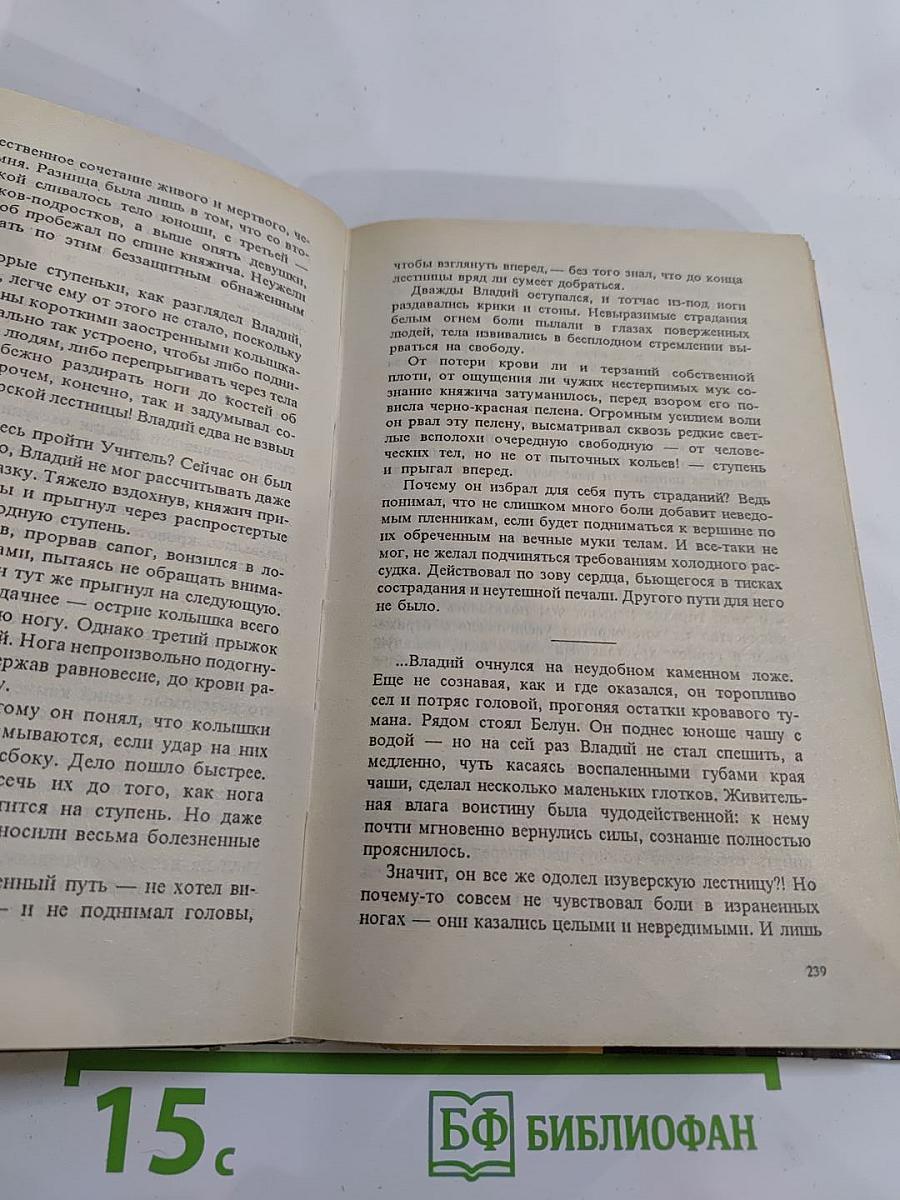 ественное сочетание живого и мертвого, че-
мня. Разница была лишь в том, что со вто-
кой сливалось тело юноши, с третьей —
ков-подростков, а выше опять девушки,
об пробежал по спине княжича. Неужели
ать по этим беззащитным обнаженным
орые ступеньки, как разглядел Владий,
, легче ему от этого не стало, поскольку
ны короткими заостренными колышка-
ально так устроено, чтобы либо подни-
людям, либо перепрыгивать через тела
бежно раздирать ноги до костей об
рочем, конечно, так и задумывал со-
рской лестницы! Владий едва не взвыл
есь пройти Учитель? Сейчас он был
о, Владий не мог рассчитывать даже
азку. Тяжело вздохнув, княжич при-
ы и прыгнул через распростертые
одную ступень.
в, прорвав сапог, вонзился в ло-
ами, пытаясь не обращать внима-
н тут же прыгнул на следующую.
дачнее — острие колышка всего
ю ногу. Однако третий прыжок
й. Нога непроизвольно подогну-
ержав равновесие, до крови ра-
у.
тому он понял, что колышки
мываются, если удар на них
сбоку. Дело пошло быстрее.
сечь их до того, как нога
тится на ступень. Но даже
носили весьма болезненные
енный путь — не хотел ви-
— и не поднимал головы,
чтобы взглянуть вперед, — без того знал, что до конца
лестницы вряд ли сумеет добраться.
Дважды Владий оступался, и тотчас из-под ноги
раздавались крики и стоны. Невыразимые страдания
белым огнем боли пылали в глазах поверженных
людей, тела извивались в бесплодном стремлении вы-
рваться на свободу.
От потери крови ли и терзаний собственной
плоти, от ощущения ли чужих нестерпимых мук со-
знание княжича затуманилось, перед взором его по-
висла черно-красная пелена. Огромным усилием воли
он рвал эту пелену, высматривал сквозь редкие свет-
лые всполохи очередную свободную — от челове-
ческих тел, но не от пыточных кольев! — ступень
и прыгал вперед.
Почему он избрал для себя путь страданий? Ведь
понимал, что не слишком много боли добавит неведо-
мым пленникам, если будет подниматься к вершине по
их обреченным на вечные муки телам. И все-таки не
мог, не желал подчиняться требованиям холодного рас-
судка. Действовал по зову сердца, бьющегося в тисках
сострадания и неутешной печали. Другого пути для него
не было.
...Владий очнулся на неудобном каменном ложе.
Еще не сознавая, как и где оказался, он торопливо
сел и потряс головой, прогоняя остатки кровавого ту-
мана. Рядом стоял Белун. Он поднес юноше чашу с
водой — но на сей раз Владий не стал спешить, а
медленно, чуть касаясь воспаленными губами края
чаши, сделал несколько маленьких глотков. Живитель-
ная влага воистину была чудодейственной: к нему
почти мгновенно вернулись силы, сознание полностью
прояснилось.
Значит, он все же одолел изуверскую лестницу?! Но
почему-то совсем не чувствовал боли в израненных
ногах — они казались целыми и невредимыми. И лишь
239
15 с
БФ БИБЛИОФАН